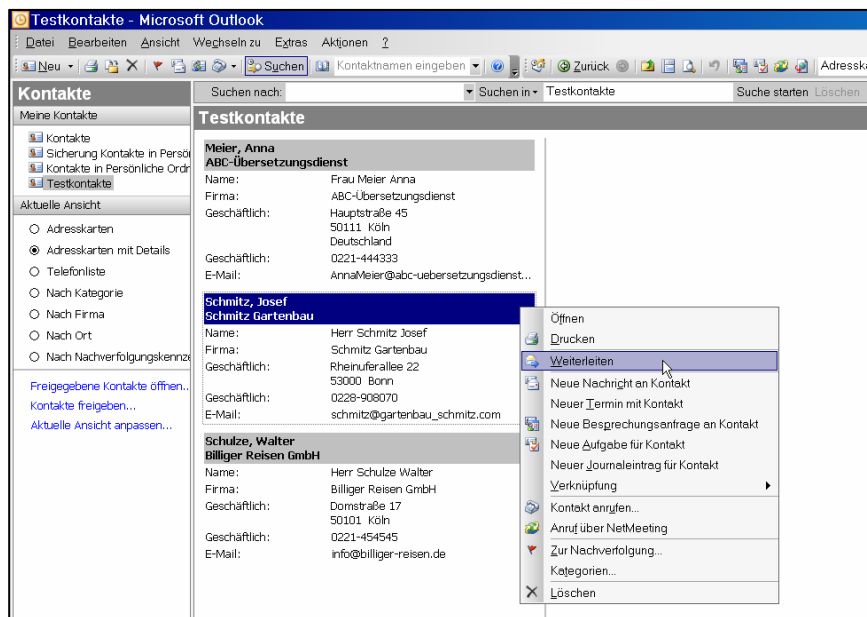 Testkontakte - Microsoft Outlook
Datei Bearbeiten Ansicht Wechseln zu Extras Aktionen ?
Neu Suchen Kontaktnamen eingeben Zurück Adresska
Kontakte
Suchen nach: Suchen in Testkontakte Suche starten Löschen
Meine Kontakte
Kontakte
Sicherung Kontakte in Persö
Kontakte in Persönliche Ordn
Testkontakte
Aktuelle Ansicht
Adresskarten
Adresskarten mit Details
Telefonliste
Nach Kategorie
Nach Firma
Nach Ort
Nach Nachverfolgungskennze
Freigegebene Kontakte öffnen..
Kontakte freigeben...
Aktuelle Ansicht anpassen...
Testkontakte
Meier, Anna
ABC-Übersetzungsdienst
Name: Frau Meier Anna
Firma: ABC-Übersetzungsdienst
Geschäftlich: Hauptstraße 45
50111 Köln
Deutschland
Geschäftlich: 0221-444333
E-Mail: AnnaMeier@abc-uebersetzungsdienst...
Schmitz, Josef
Schmitz Gartenbau
Name: Herr Schmitz Josef
Firma: Schmitz Gartenbau
Geschäftlich: Rheinuferallee 22
53000 Bonn
Geschäftlich: 0228-908070
E-Mail: schmitz@gartenbau_schmitz.com
Schulze, Walter
Billiger Reisen GmbH
Name: Herr Schulze Walter
Firma: Billiger Reisen GmbH
Geschäftlich: Domstraße 17
50101 Köln
Geschäftlich: 0221-454545
E-Mail: info@billiger-reisen.de
Öffnen
Drucken
Weiterleiten
Neue Nachricht an Kontakt
Neuer Termin mit Kontakt
Neue Besprechungsanfrage an Kontakt
Neue Aufgabe für Kontakt
Neuer Journaleintrag für Kontakt
Verknüpfung
Kontakt anrufen...
Anruf über NetMeeting
Zur Nachverfolgung...
Kategorien...
Löschen